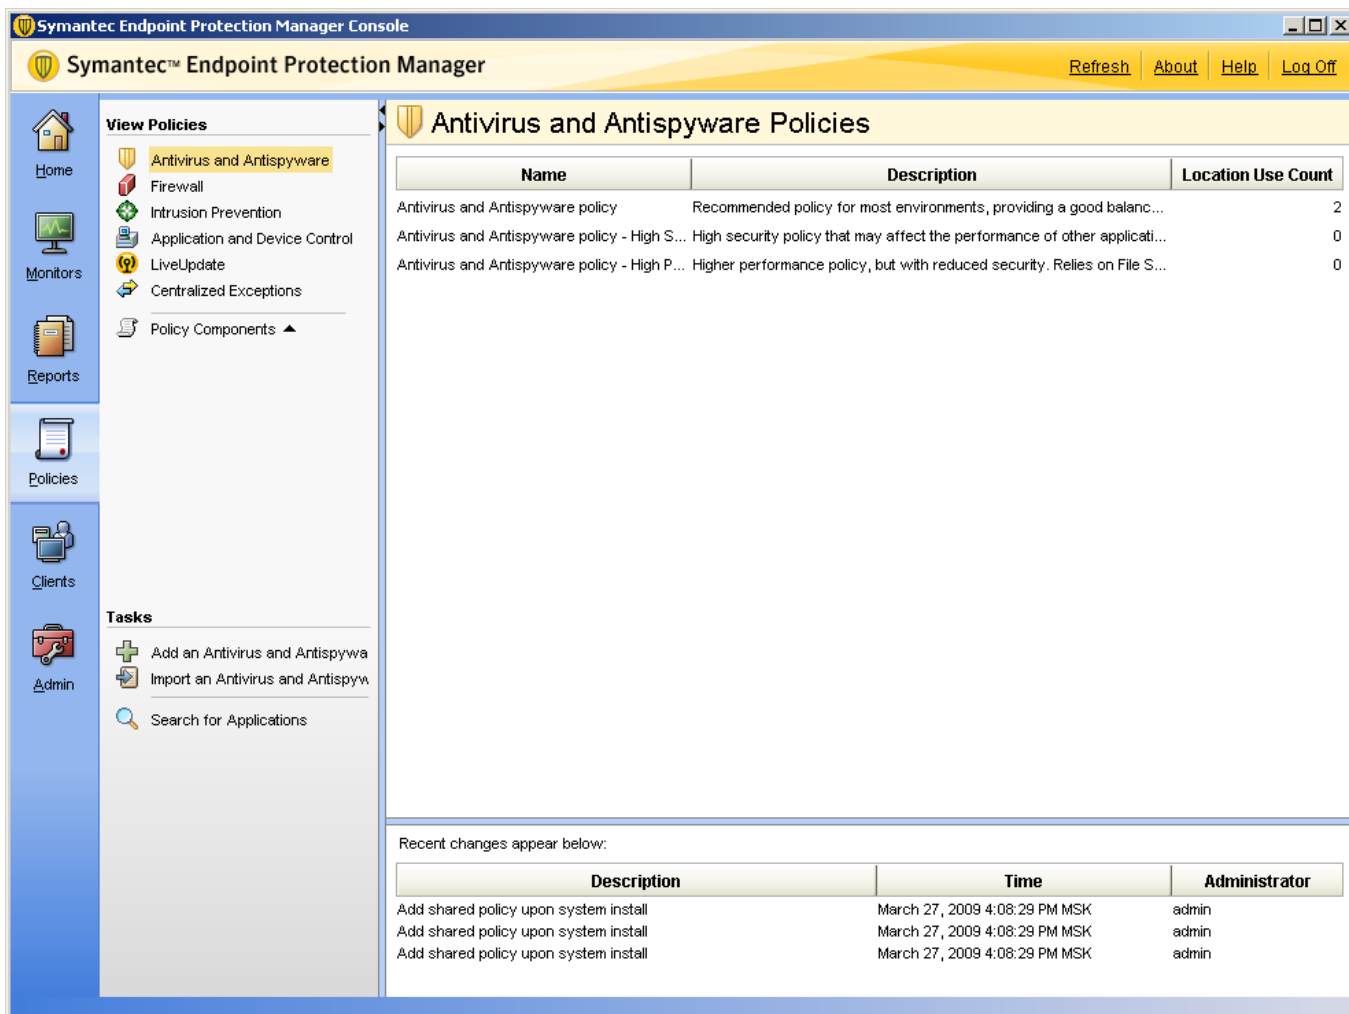 Symantec Endpoint Protection Manager Console
Symantec™ Endpoint Protection Manager
Refresh About Help Log Off
Home
Monitors
Reports
Policies
Clients
Admin
View Policies
Antivirus and Antispyware
Firewall
Intrusion Prevention
Application and Device Control
LiveUpdate
Centralized Exceptions
Policy Components
Tasks
Add an Antivirus and Antispywa
Import an Antivirus and Antispyw
Search for Applications
Antivirus and Antispyware Policies
Name Description Location Use Count
Antivirus and Antispyware policy Recommended policy for most environments, providing a good balanc... 2
Antivirus and Antispyware policy - High S... High security policy that may affect the performance of other applicati... 0
Antivirus and Antispyware policy - High P... Higher performance policy, but with reduced security. Relies on File S... 0
Recent changes appear below:
Description Time Administrator
Add shared policy upon system install March 27, 2009 4:08:29 PM MSK admin
Add shared policy upon system install March 27, 2009 4:08:29 PM MSK admin
Add shared policy upon system install March 27, 2009 4:08:29 PM MSK admin